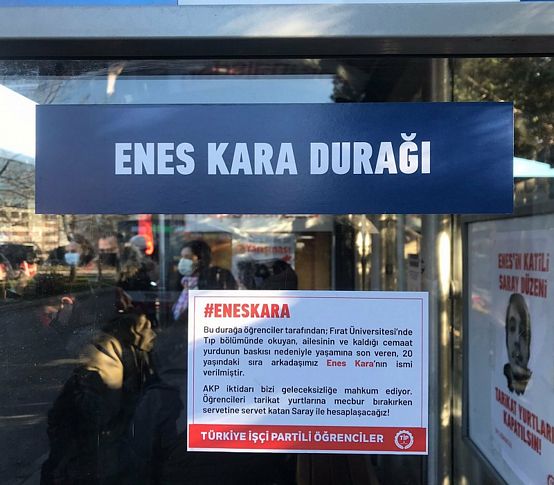 ENES KARA DURAĞI
#ENESKARA
Bu durağa öğrenciler tarafından; Fırat Üniversitesi'nde
Tıp bölümünde okuyan, ailesinin ve kaldığı cemaat
yurdunun baskısı nedeniyle yaşamına son veren, 20
yaşındaki sıra arkadaşımız Enes Kara'nın ismi
verilmiştir.
AKP iktidarı bizi geleceksizliğe mahkum ediyor.
Öğrencileri tarikat yurtlarına mecbur bırakırken
servetine servet katan Saray ile hesaplaşacağız!
TÜRKİYE İŞÇİ PARTİLİ ÖĞRENCİLER
TİP
ENES'İN KATİLİ
SARAY DÜZENİ
TARİKAT YURTLARI
KAPATILSIN!